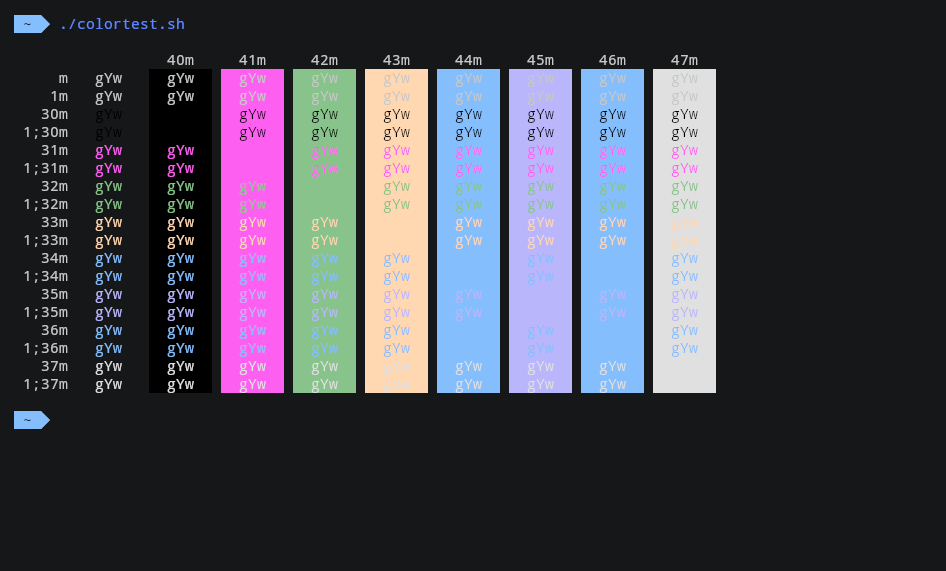 ~ ./colortest.sh
40m 41m 42m 43m 44m 45m 46m 47m
m gYw gYw gYw gYw gYw gYw gYw gYw gYw
1m gYw gYw gYw gYw gYw gYw gYw gYw gYw
30m gYw gYw gYw gYw gYw gYw gYw gYw
1;30m gYw gYw gYw gYw gYw gYw gYw gYw
31m gYw gYw gYw gYw gYw gYw gYw gYw
1;31m gYw gYw gYw gYw gYw gYw gYw gYw
32m gYw gYw gYw gYw gYw gYw gYw gYw
1;32m gYw gYw gYw gYw gYw gYw gYw gYw
33m gYw gYw gYw gYw gYw gYw gYw gYw
1;33m gYw gYw gYw gYw gYw gYw gYw gYw
34m gYw gYw gYw gYw gYw gYw gYw
1;34m gYw gYw gYw gYw gYw gYw gYw
35m gYw gYw gYw gYw gYw gYw gYw gYw
1;35m gYw gYw gYw gYw gYw gYw gYw gYw
36m gYw gYw gYw gYw gYw gYw gYw
1;36m gYw gYw gYw gYw gYw gYw gYw
37m gYw gYw gYw gYw gYw gYw gYw gYw
1;37m gYw gYw gYw gYw gYw gYw gYw gYw
~